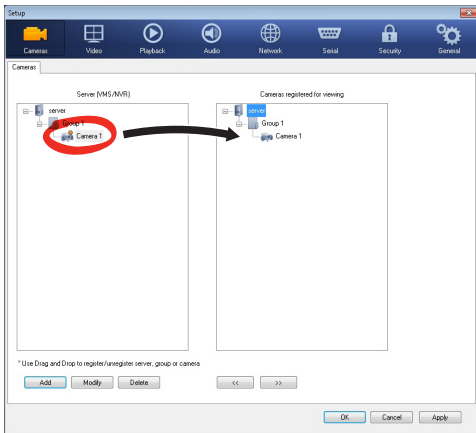 Setup
Cameras Video Playback Audio Network Serial Security General
Cameras
Server (VMS/NVR) Cameras registered for viewing
server server
Group 1 Group 1
Camera 1 Camera 1
* Use Drag and Drop to register/unregister server, group or camera
Add Modify Delete << >>
OK Cancel Apply